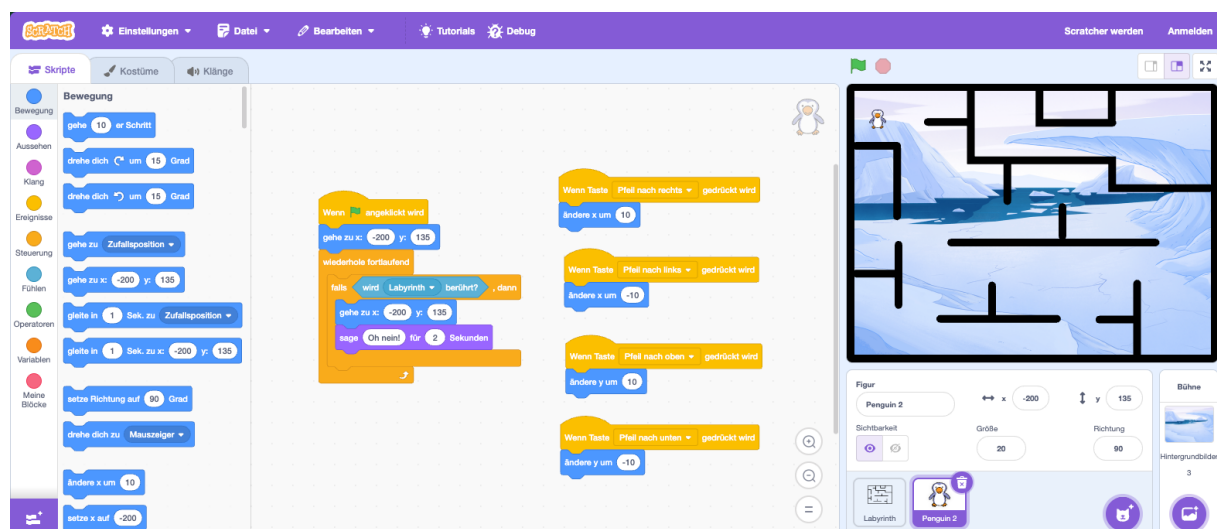 SCRATCH Einstellungen Datei Bearbeiten Tutorials Debug Scratcher werden Anmelden
Skripte Kostüme Klänge
Bewegung
Aussehen
Klang
Ereignisse
Steuerung
Fühlen
Operatoren
Variablen
Meine
Blöcke
Bewegung
gehe 10 er Schritt
drehe dich um 15 Grad
drehe dich um 15 Grad
gehe zu Zufallsposition
gehe zu x: -200 y: 135
gleite in 1 Sek. zu Zufallsposition
gleite in 1 Sek. zu x: -200 y: 135
setze Richtung auf 90 Grad
drehe dich zu Mauszeiger
ändere x um 10
setze x auf -200
Wenn angeklickt wird
gehe zu x: -200 y: 135
wiederhole fortlaufend
falls wird Labyrinth berührt? , dann
gehe zu x: -200 y: 135
sage Oh nein! für 2 Sekunden
Wenn Taste Pfeil nach rechts gedrückt wird
ändere x um 10
Wenn Taste Pfeil nach links gedrückt wird
ändere x um -10
Wenn Taste Pfeil nach oben gedrückt wird
ändere y um 10
Wenn Taste Pfeil nach unten gedrückt wird
ändere y um -10
Figur
Penguin 2 x -200 y 135
Sichtbarkeit Größe Richtung
20 90
Labyrinth Penguin 2
Bühne
Hintergrundbilder
3